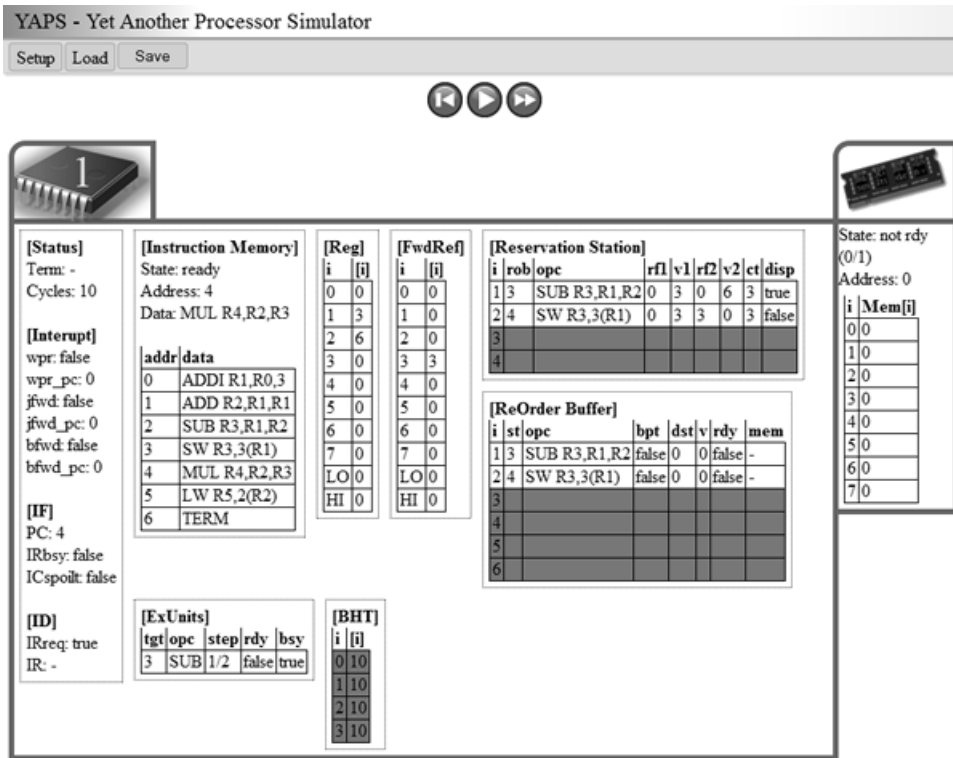 YAPS - Yet Another Processor Simulator
Setup Load Save
1
[Status]
Term: -
Cycles: 10
[Interupt]
wpr: false
wpr_pc: 0
jfwd: false
jfwd_pc: 0
bfwd: false
bfwd_pc: 0
[IF]
PC: 4
IRbsy: false
ICspoilt: false
[ID]
IRreq: true
IR: -
[Instruction Memory]
State: ready
Address: 4
Data: MUL R4,R2,R3
addr data
0 ADDI R1,R0,3
1 ADD R2,R1,R1
2 SUB R3,R1,R2
3 SW R3,3(R1)
4 MUL R4,R2,R3
5 LW R5,2(R2)
6 TERM
[ExUnits]
tgt opc step rdy bsy
3 SUB 1/2 false true
[Reg]
i [i]
0 0
1 3
2 6
3 0
4 0
5 0
6 0
7 0
LO 0
HI 0
[FwdRef]
i [i]
0 0
1 0
2 0
3 3
4 0
5 0
6 0
7 0
LO 0
HI 0
[BHT]
i [i]
0 10
1 10
2 10
3 10
[Reservation Station]
i rob opc rf1 v1 rf2 v2 ct disp
1 3 SUB R3,R1,R2 0 3 0 6 3 true
2 4 SW R3,3(R1) 0 3 3 0 3 false
3
4
[ReOrder Buffer]
i st opc bpt dst v rdy mem
1 3 SUB R3,R1,R2 false 0 0 false -
2 4 SW R3,3(R1) false 0 0 false -
3
4
5
6
State: not rdy
(0/1)
Address: 0
i Mem[i]
0 0
1 0
2 0
3 0
4 0
5 0
6 0
7 0